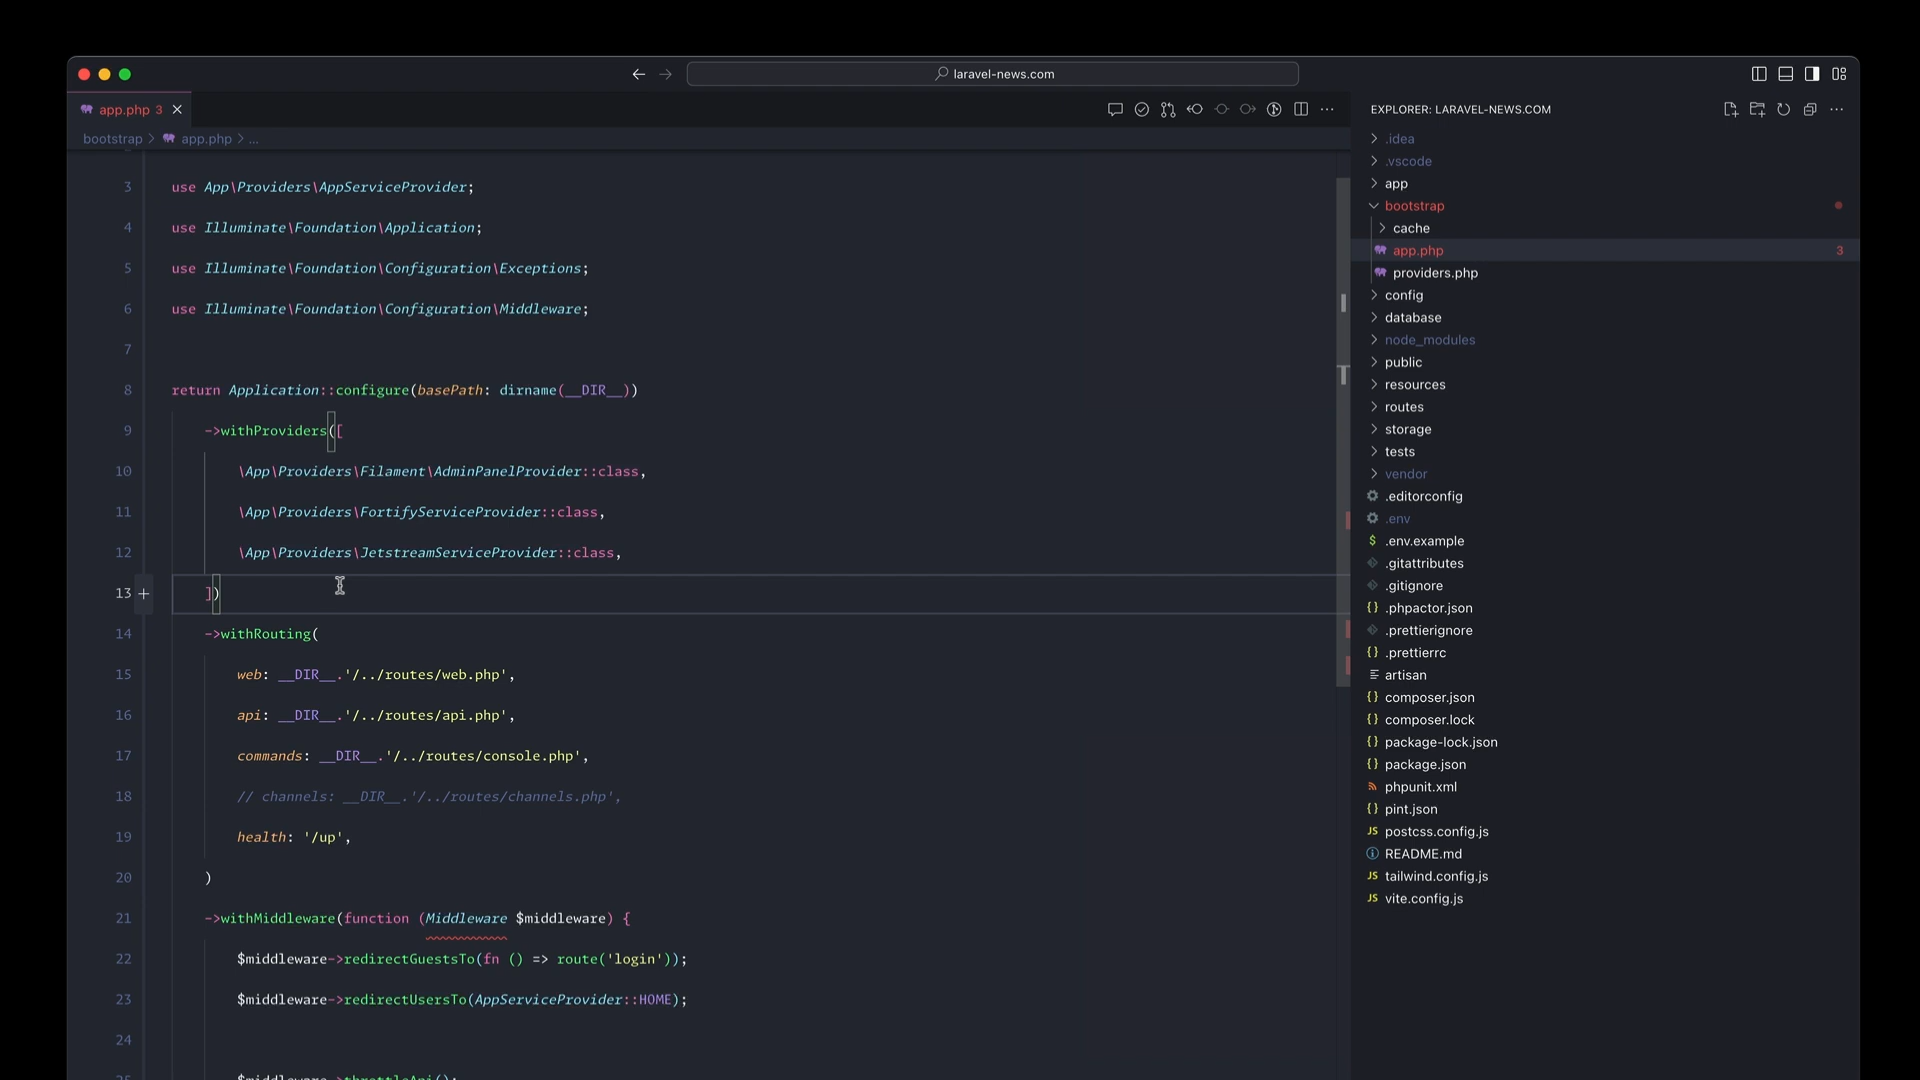 laravel-news.com
app.php 3
bootstrap > app.php > ...
3 use App\Providers\AppServiceProvider;
4 use Illuminate\Foundation\Application;
5 use Illuminate\Foundation\Configuration\Exceptions;
6 use Illuminate\Foundation\Configuration\Middleware;
7
8 return Application::configure(basePath: dirname(__DIR__))
9 ->withProviders([
10 \App\Providers\Filament\AdminPanelProvider::class,
11 \App\Providers\FortifyServiceProvider::class,
12 \App\Providers\JetstreamServiceProvider::class,
13 ])
14 ->withRouting(
15 web: __DIR__.'/../routes/web.php',
16 api: __DIR__.'/../routes/api.php',
17 commands: __DIR__.'/../routes/console.php',
18 // channels: __DIR__.'/../routes/channels.php',
19 health: '/up',
20 )
21 ->withMiddleware(function (Middleware $middleware) {
22 $middleware->redirectGuestsTo(fn () => route('login'));
23 $middleware->redirectUsersTo(AppServiceProvider::HOME);
24
25 $middleware->throttleApi();
EXPLORER: LARAVEL-NEWS.COM
.idea
.vscode
app
bootstrap
cache
app.php 3
providers.php
config
database
node_modules
public
resources
routes
storage
tests
vendor
.editorconfig
.env
.env.example
.gitattributes
.gitignore
.phpactor.json
.prettierignore
.prettierrc
artisan
composer.json
composer.lock
package-lock.json
package.json
phpunit.xml
pint.json
postcss.config.js
README.md
tailwind.config.js
vite.config.js